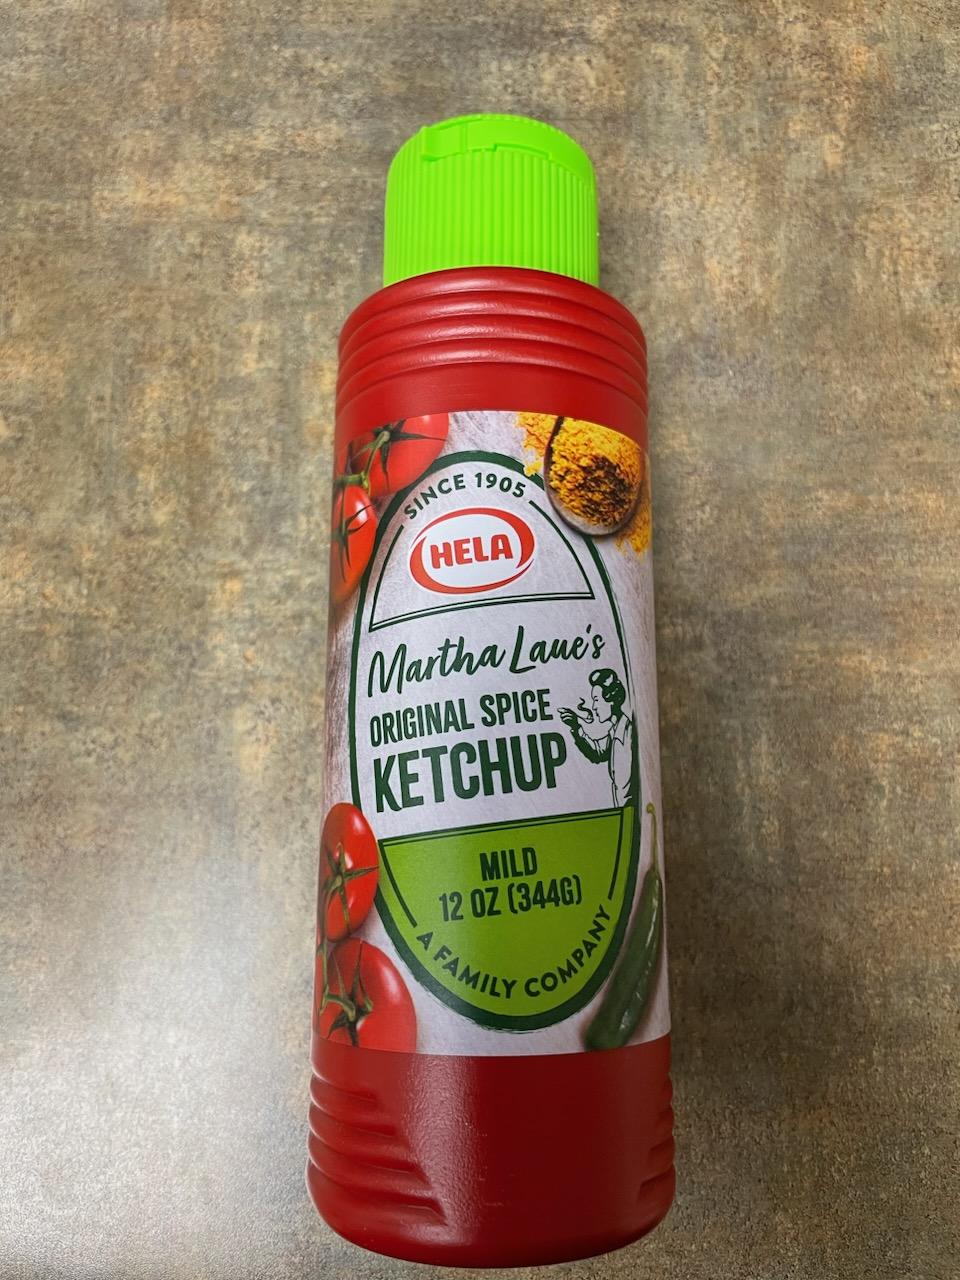 SINCE 1905
HELA
Martha Laue's
ORIGINAL SPICE
KETCHUP
MILD
12 OZ (344G)
A FAMILY COMPANY